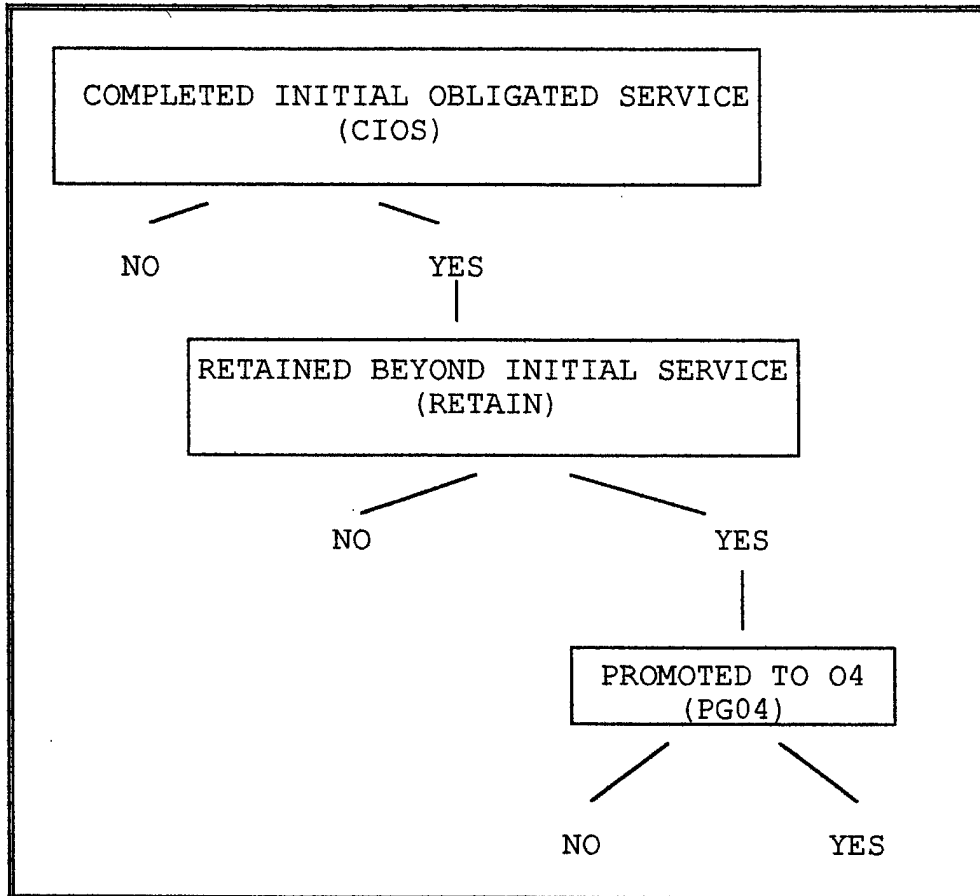 COMPLETED INITIAL OBLIGATED SERVICE
(CIOS)
NO YES
RETAINED BEYOND INITIAL SERVICE
(RETAIN)
NO YES
PROMOTED TO O4
(PG04)
NO YES